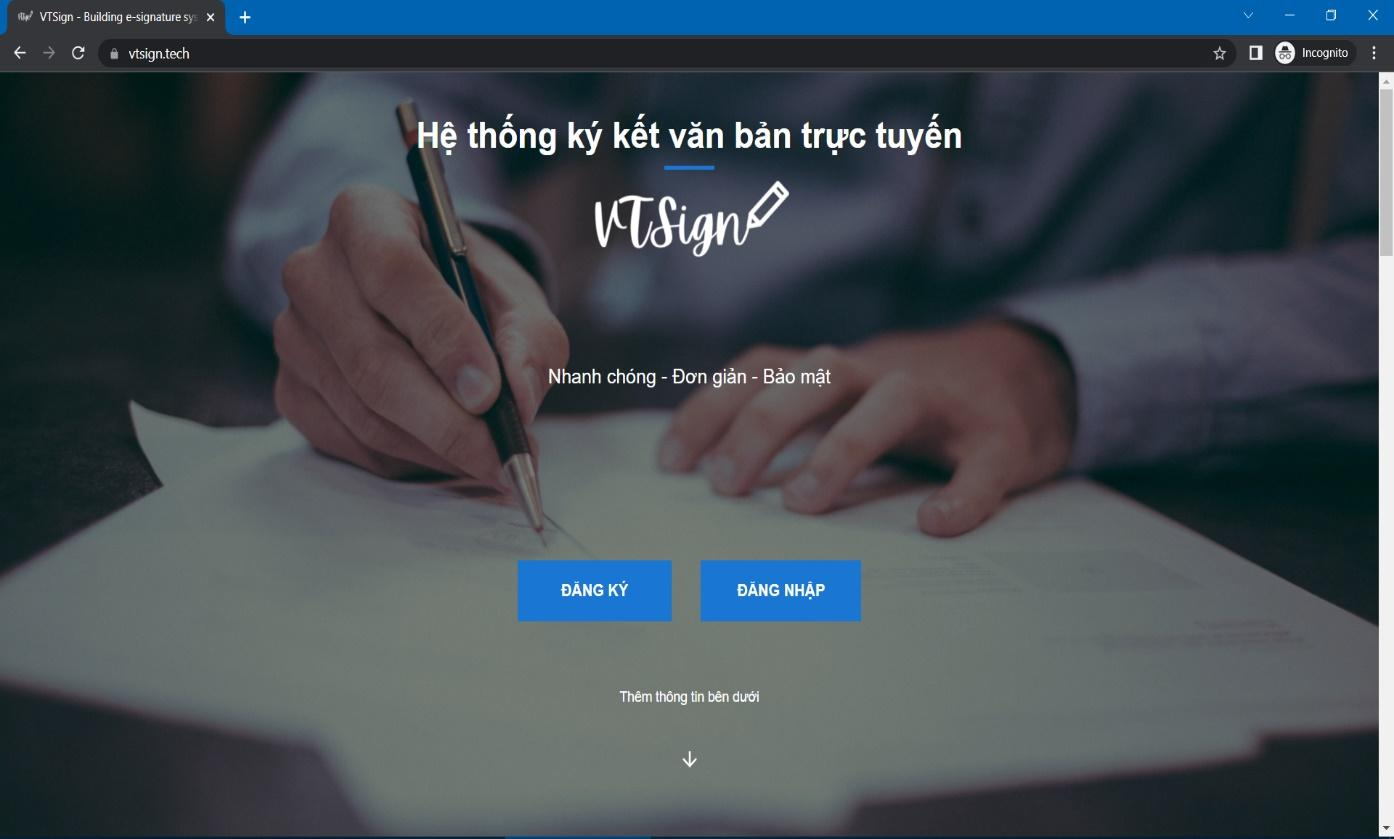 VTSign - Building e-signature sys
vtsign.tech
Incognito
Hệ thống ký kết văn bản trực tuyến
VTSign
Nhanh chóng - Đơn giản - Bảo mật
ĐĂNG KÝ
ĐĂNG NHẬP
Thêm thông tin bên dưới